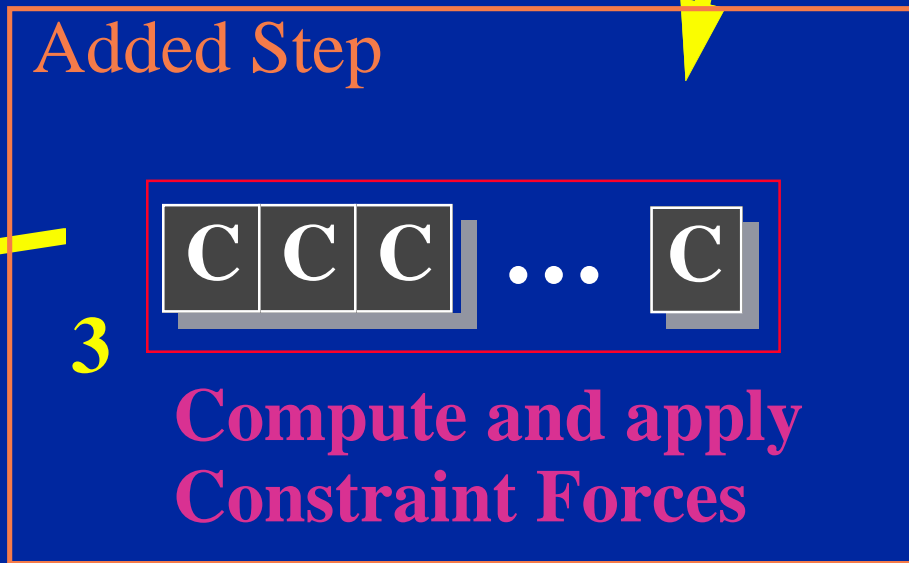 Added Step
C C C ... C
3
Compute and apply
Constraint Forces